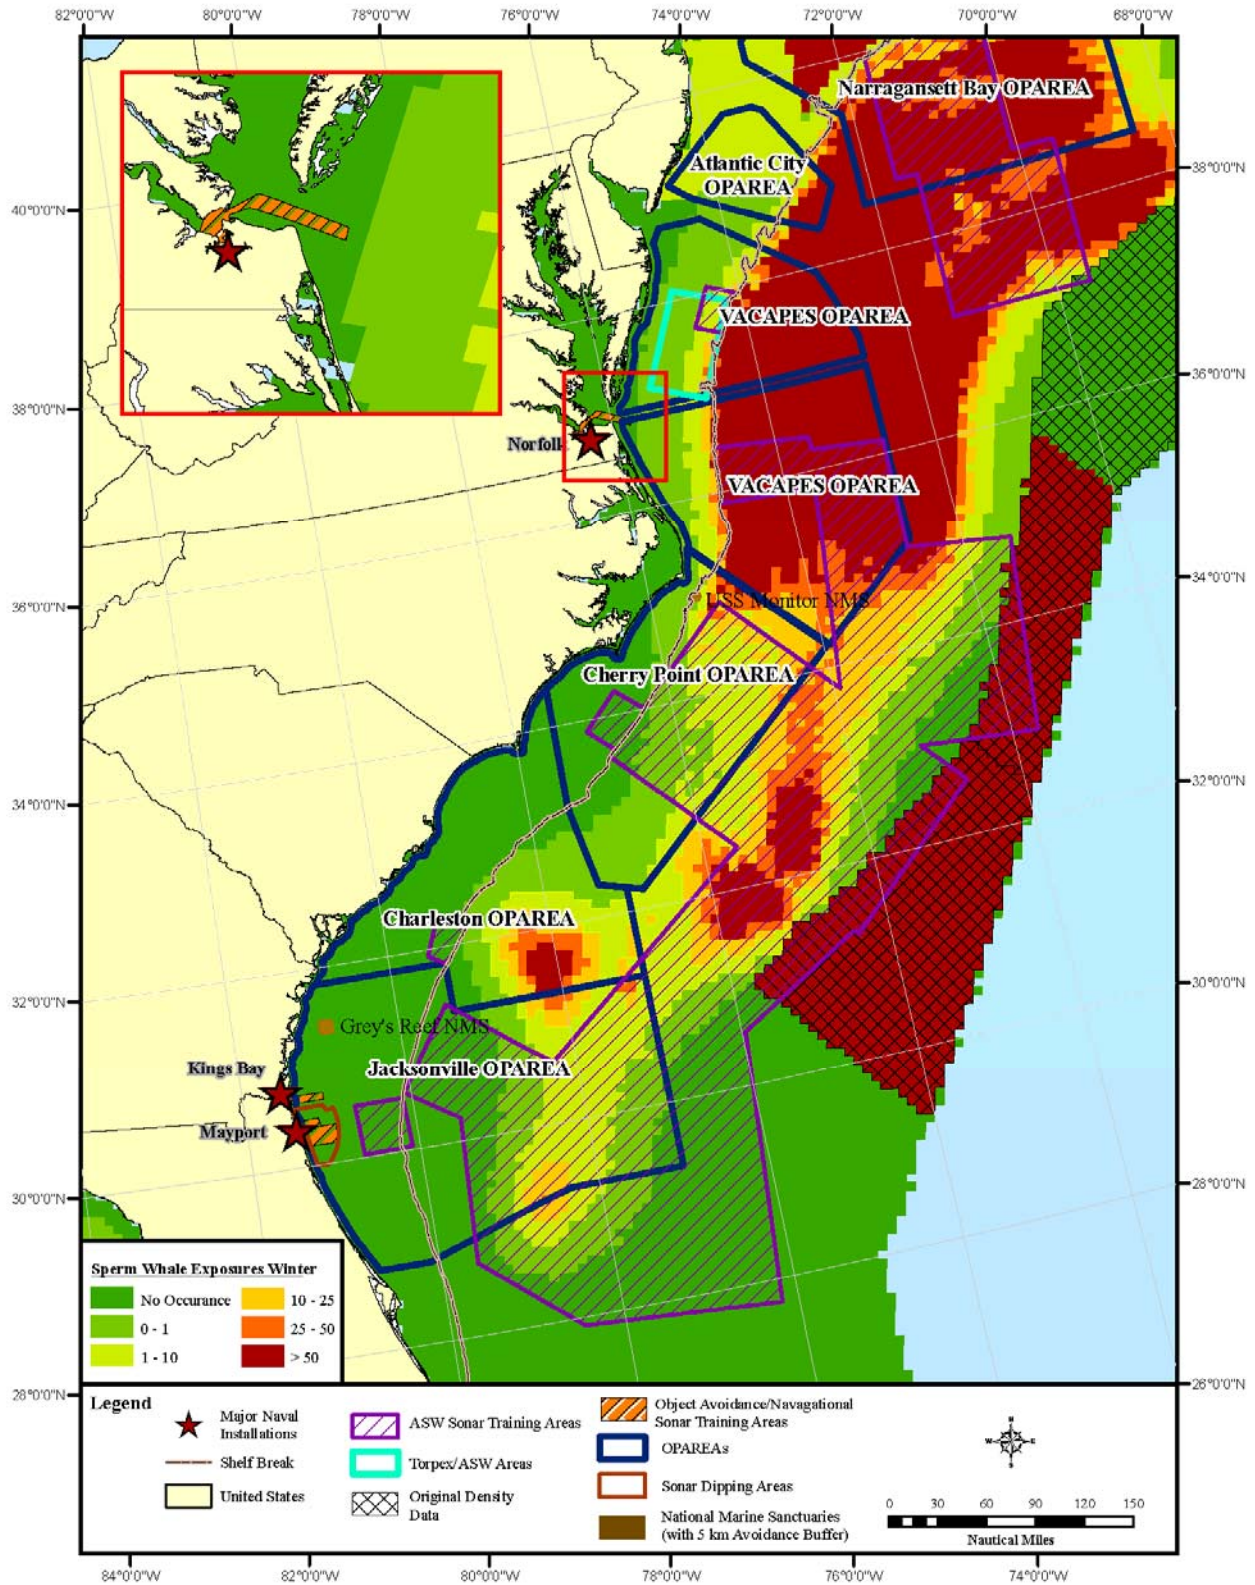 82°0'0"W 80°0'0"W 78°0'0"W 76°0'0"W 74°0'0"W 72°0'0"W 70°0'0"W 68°0'0"W
Narragansett Bay OPAREA
Atlantic City
OPAREA
38°0'0"N
40°0'0"N
VACAPES OPAREA
36°0'0"N
38°0'0"N
Norfolk
VACAPES OPAREA
34°0'0"N
USS Monitor NMS
36°0'0"N
Cherry Point OPAREA
32°0'0"N
34°0'0"N
Charleston OPAREA
30°0'0"N
32°0'0"N
Grey's Reef NMS
Kings Bay
Jacksonville OPAREA
Mayport
28°0'0"N
30°0'0"N
Sperm Whale Exposures Winter
No Occurance
10 - 25
0 - 1
25 - 50
1 - 10
> 50
28°0'0"N
26°0'0"N
Legend
Major Naval
Installations
Shelf Break
United States
ASW Sonar Training Areas
Torpex/ASW Areas
Original Density
Data
Object Avoidance/Navagational
Sonar Training Areas
OPAREAs
Sonar Dipping Areas
National Marine Sanctuaries
(with 5 km Avoidance Buffer)
N
W E
S
0 15 30 60 90 120 150
Nautical Miles
84°0'0"W 82°0'0"W 80°0'0"W 78°0'0"W 76°0'0"W 74°0'0"W